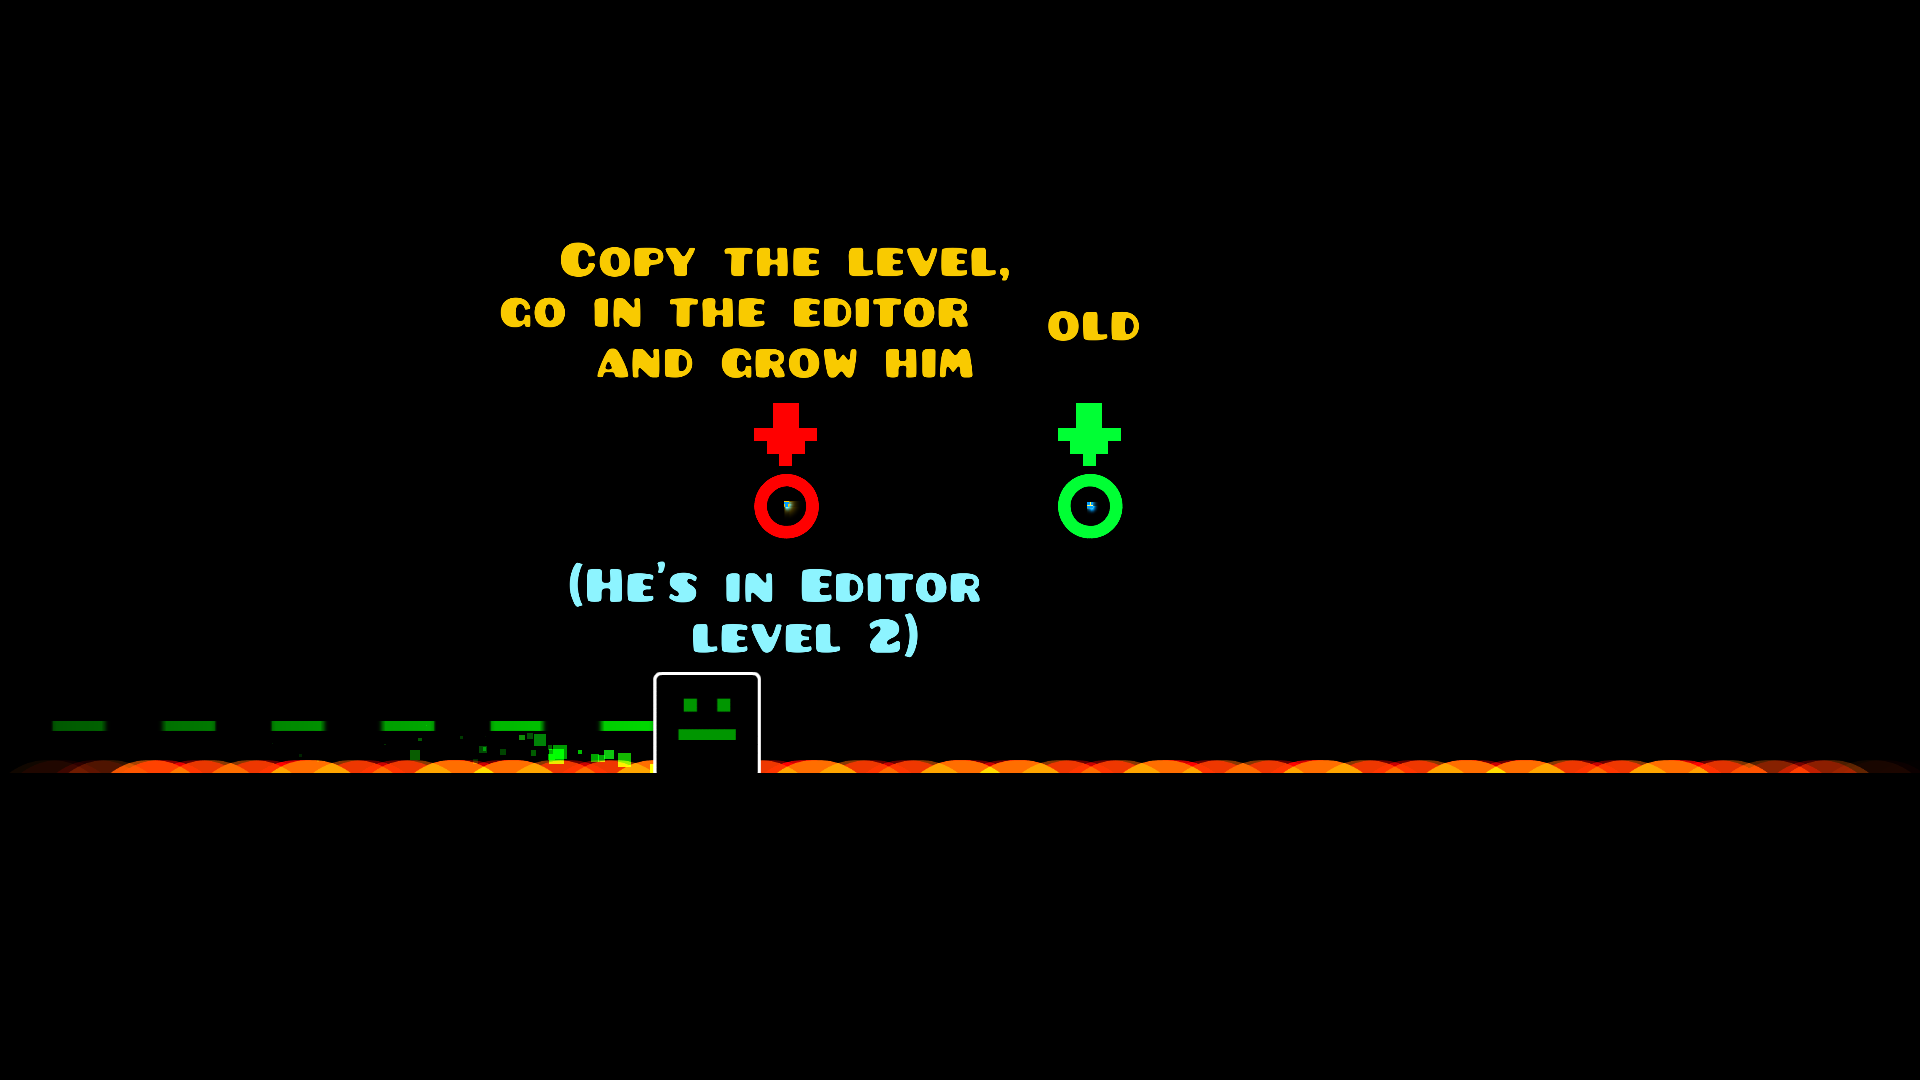 Copy the level,
go in the editor
and grow him
old
(He's in Editor
level 2)